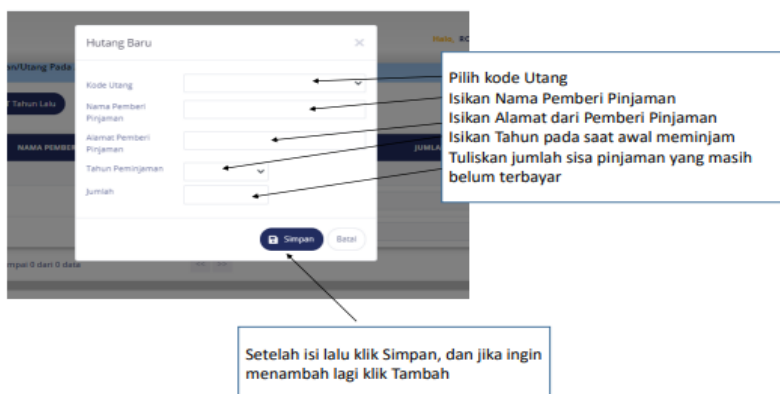 Hutang Baru
Halo, RO
an/Utang Pada
Kode Utang
T Tahun Lalu
Nama Pemberi
Pinjaman
Alamat Pemberi
Pinjaman
NAMA PEMBER
JUMLA
Tahun Peminjaman
Jumlah
Simpan
Batal
mpai 0 dari 0 data
<< >>
Pilih kode Utang
Isikan Nama Pemberi Pinjaman
Isikan Alamat dari Pemberi Pinjaman
Isikan Tahun pada saat awal meminjam
Tuliskan jumlah sisa pinjaman yang masih
belum terbayar
Setelah isi lalu klik Simpan, dan jika ingin
menambah lagi klik Tambah